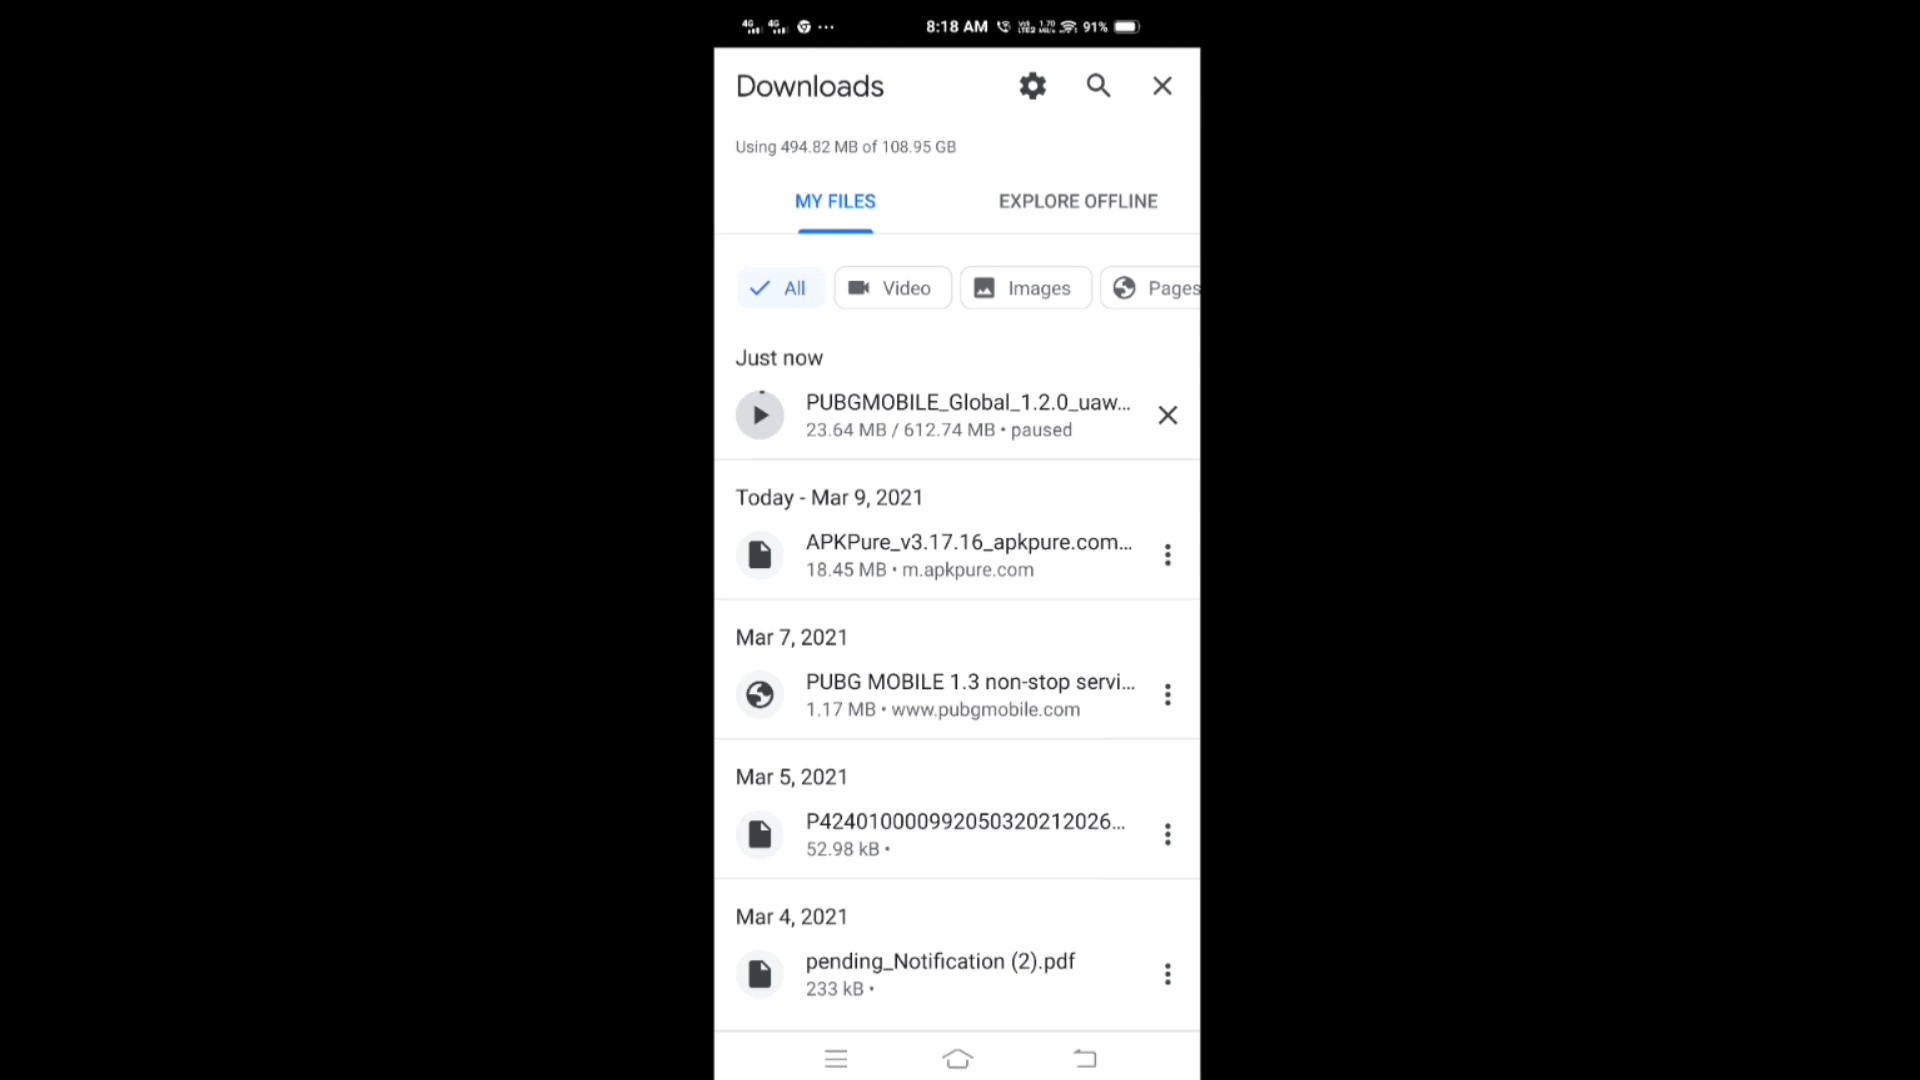 4G 4G ... 8:18 AM 91%
Downloads
Using 494.82 MB of 108.95 GB
MY FILES EXPLORE OFFLINE
All Video Images Pages
Just now
PUBGMOBILE_Global_1.2.0_uaw...
23.64 MB / 612.74 MB • paused
Today - Mar 9, 2021
APKPure_v3.17.16_apkpure.com...
18.45 MB • m.apkpure.com
Mar 7, 2021
PUBG MOBILE 1.3 non-stop servi...
1.17 MB • www.pubgmobile.com
Mar 5, 2021
P424010000992050320212026...
52.98 kB •
Mar 4, 2021
pending_Notification (2).pdf
233 kB •